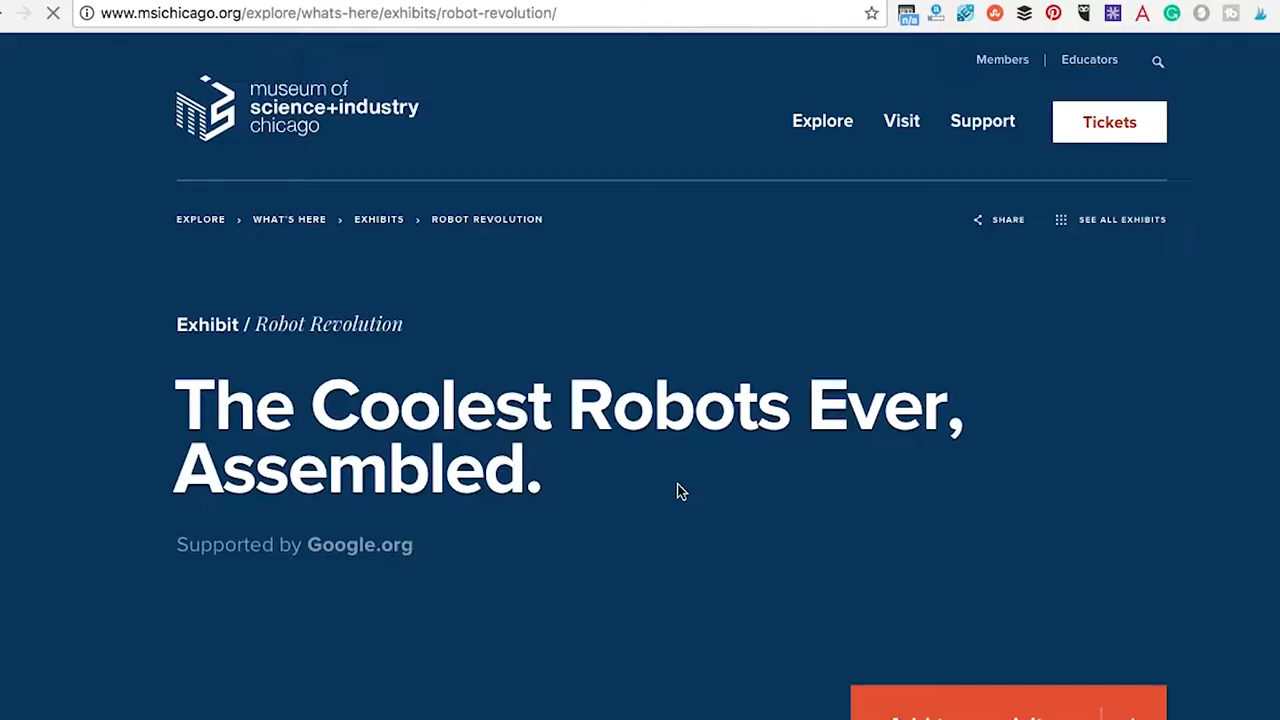 www.msichicago.org/explore/whats-here/exhibits/robot-revolution/
n/a
Members | Educators
museum of
science+industry
chicago
Explore Visit Support Tickets
EXPLORE › WHAT'S HERE › EXHIBITS › ROBOT REVOLUTION
SHARE SEE ALL EXHIBITS
Exhibit / Robot Revolution
The Coolest Robots Ever,
Assembled.
Supported by Google.org